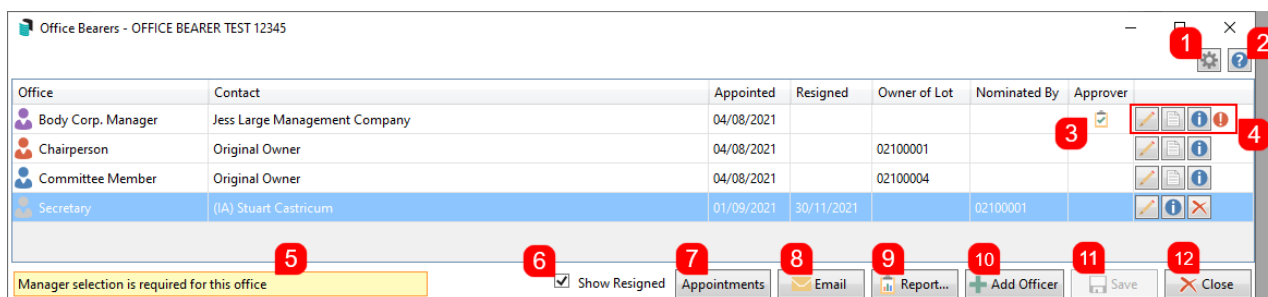 Office Bearers - OFFICE BEARER TEST 12345
1
2
Office Contact Appointed Resigned Owner of Lot Nominated By Approver
Body Corp. Manager Jess Large Management Company 04/08/2021
3
4
Chairperson Original Owner 04/08/2021 02100001
Committee Member Original Owner 04/08/2021 02100004
Secretary (IA) Stuart Castricum 01/09/2021 30/11/2021 02100001
5
6
7
8
9
10
11
12
Manager selection is required for this office Show Resigned Appointments Email Report... Add Officer Save Close